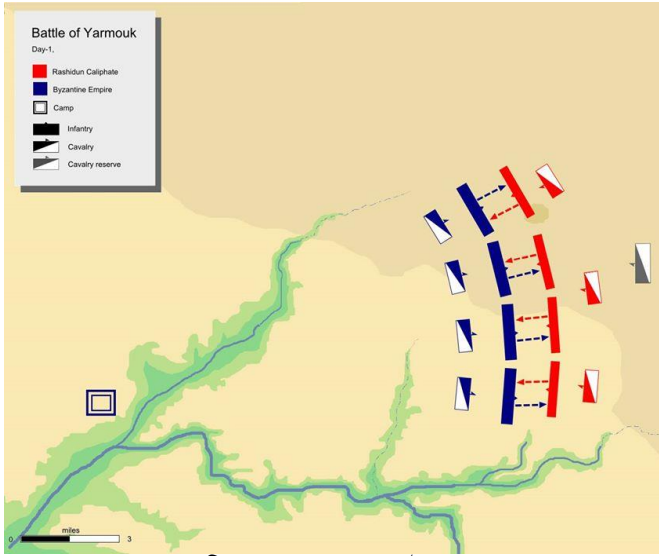 Battle of Yarmouk
Day-1,
Rashidun Caliphate
Byzantine Empire
Camp
Infantry
Cavalry
Cavalry reserve
miles
0 3